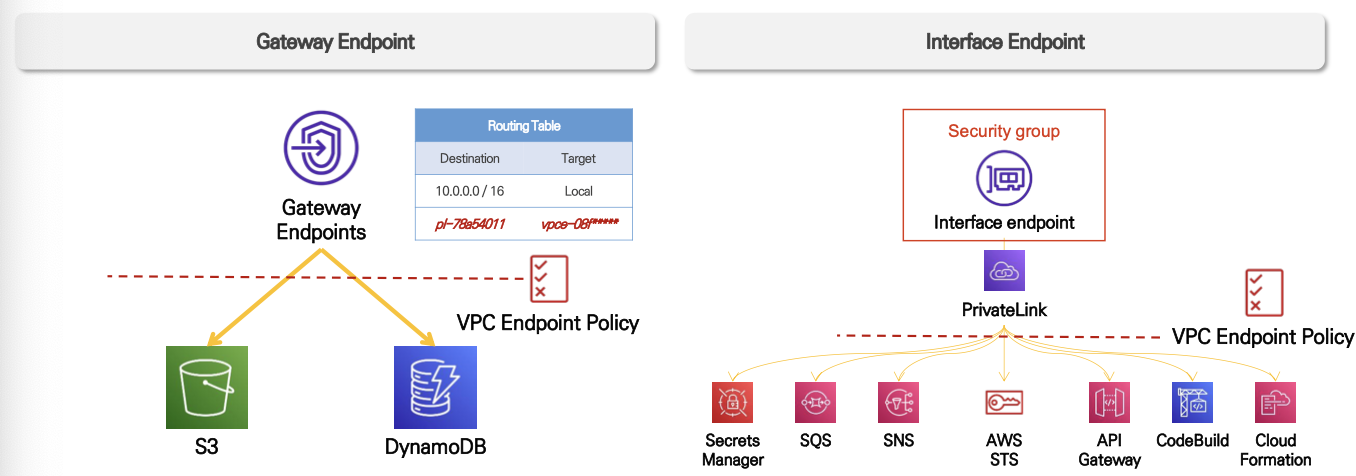 Gateway Endpoint
Interface Endpoint
Gateway
Endpoints
Routing Table
Destination Target
10.0.0.0 / 16 Local
pl-78a54011 vpce-08f*****
VPC Endpoint Policy
S3
DynamoDB
Security group
Interface endpoint
PrivateLink
VPC Endpoint Policy
Secrets
Manager
SQS
SNS
AWS
STS
API
Gateway
CodeBuild
Cloud
Formation